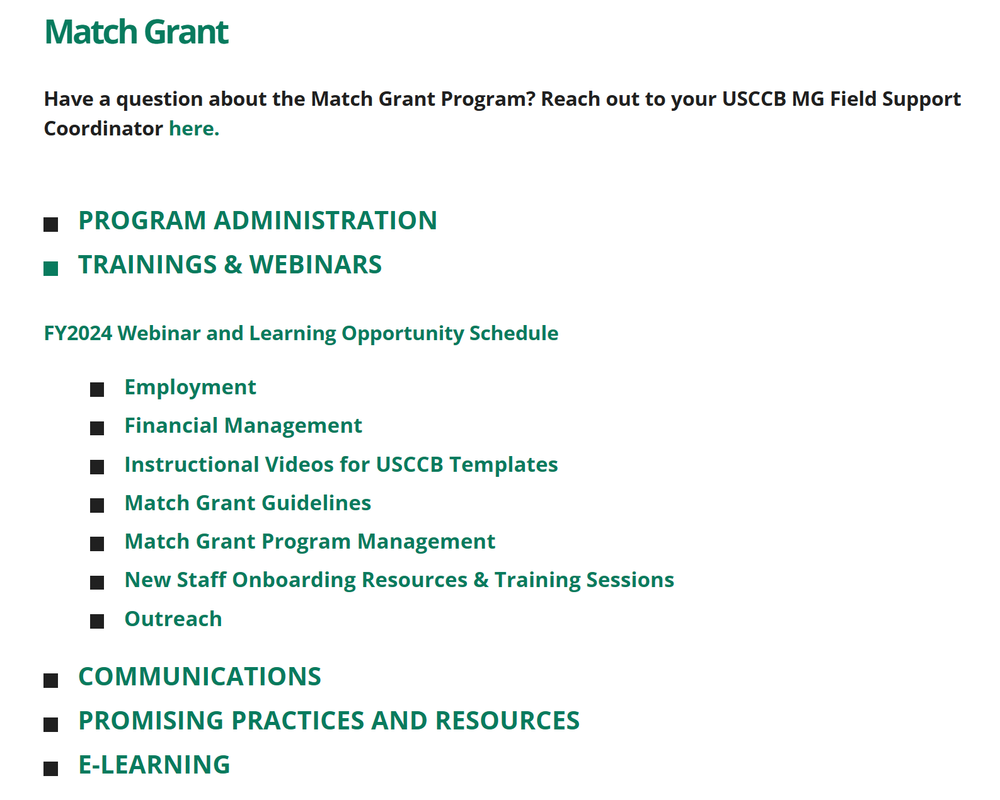 Match Grant
Have a question about the Match Grant Program? Reach out to your USCCB MG Field Support
Coordinator here.
PROGRAM ADMINISTRATION
TRAININGS & WEBINARS
FY2024 Webinar and Learning Opportunity Schedule
Employment
Financial Management
Instructional Videos for USCCB Templates
Match Grant Guidelines
Match Grant Program Management
New Staff Onboarding Resources & Training Sessions
Outreach
COMMUNICATIONS
PROMISING PRACTICES AND RESOURCES
E-LEARNING